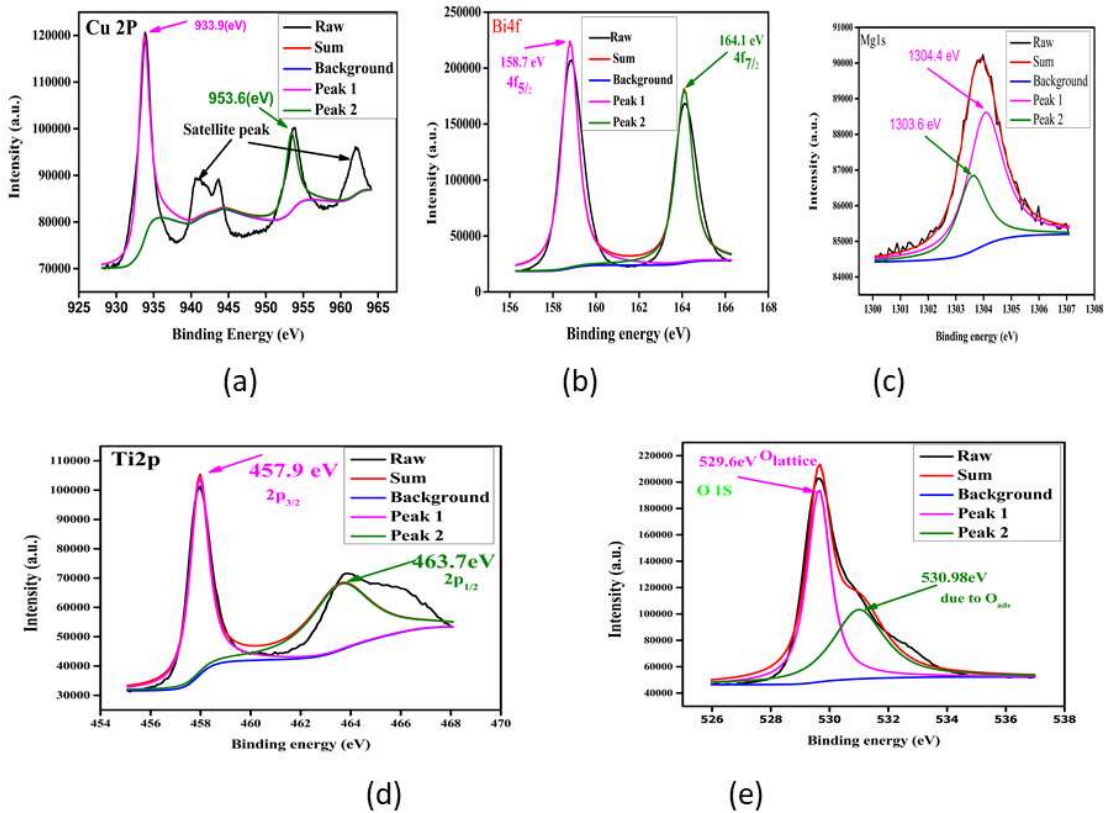 Cu 2P
933.9(eV)
953.6(eV)
Satellite peak
Raw
Sum
Background
Peak 1
Peak 2
Intensity (a.u.)
120000
110000
100000
90000
80000
70000
925 930 935 940 945 950 955 960 965
Binding Energy (eV)
(a)
Bi4f
158.7 eV
4f5/2
164.1 eV
4f7/2
Raw
Sum
Background
Peak 1
Peak 2
Intensity (a.u.)
250000
200000
150000
100000
50000
0
156 158 160 162 164 166 168
Binding energy (eV)
(b)
Mg1s
1304.4 eV
1303.6 eV
Raw
Sum
Background
Peak 1
Peak 2
Intensity (a.u.)
91000
90000
89000
88000
87000
86000
85000
84000
1300 1301 1302 1303 1304 1305 1306 1307 1308
Binding energy (eV)
(c)
Ti2p
457.9 eV
2p3/2
463.7eV
2p1/2
Raw
Sum
Background
Peak 1
Peak 2
Intensity (a.u.)
110000
100000
90000
80000
70000
60000
50000
40000
30000
454 456 458 460 462 464 466 468 470
Binding energy (eV)
(d)
529.6eV Olattice
O 1S
530.98eV
due to Oads
Raw
Sum
Background
Peak 1
Peak 2
Intensity (a.u.)
220000
200000
180000
160000
140000
120000
100000
80000
60000
40000
526 528 530 532 534 536 538
Binding energy (eV)
(e)